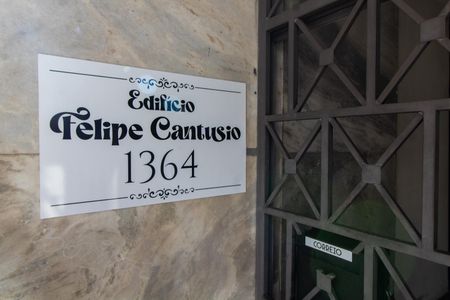 Edifício
Felipe Cantusio
1364
CORREIO